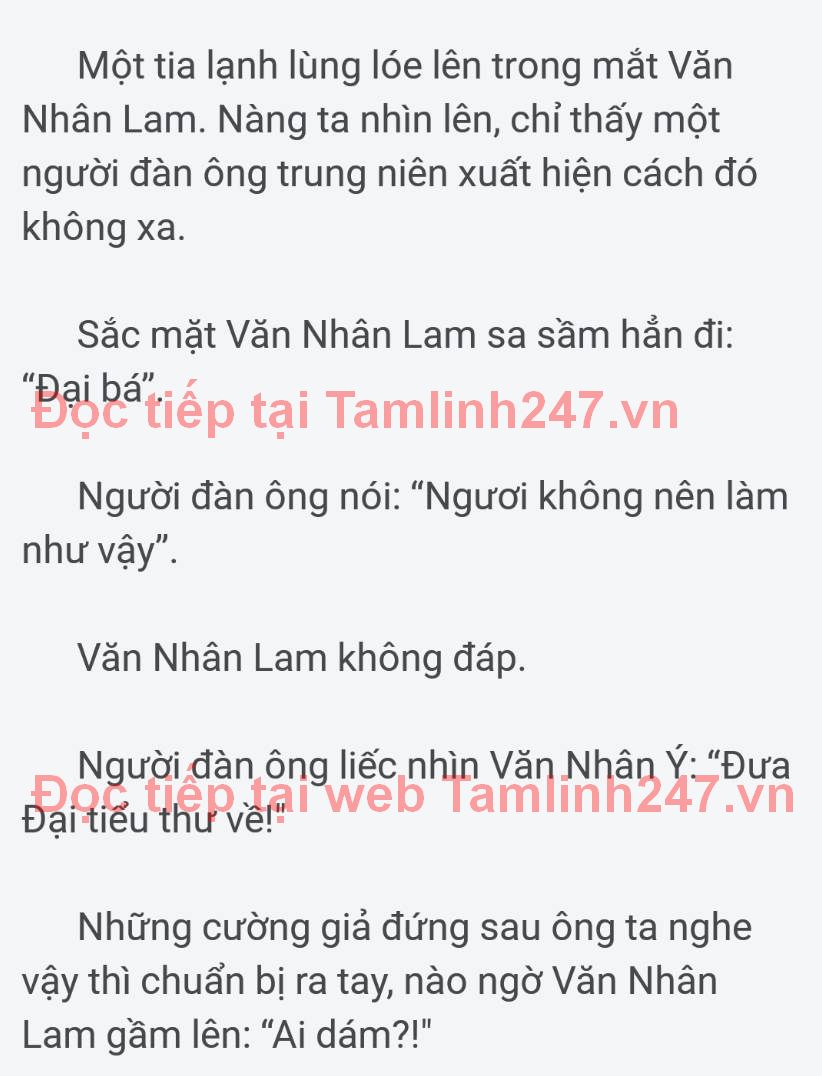 Một tia lạnh lùng lóe lên trong mắt Văn
Nhân Lam. Nàng ta nhìn lên, chỉ thấy một
người đàn ông trung niên xuất hiện cách đó
không xa.
Sắc mặt Văn Nhân Lam sa sầm hẳn đi:
“Đại bá”.
Đọc tiếp tại Tamlinh247.vn
Người đàn ông nói: “Ngươi không nên làm
như vậy”.
Văn Nhân Lam không đáp.
Người đàn ông liếc nhìn Văn Nhân Ý: “Đưa
Đọc tiếp tại web Tamlinh247.vn
Đại tiểu thư về!"
Những cường giả đứng sau ông ta nghe
vậy thì chuẩn bị ra tay, nào ngờ Văn Nhân
Lam gầm lên: “Ai dám?!"